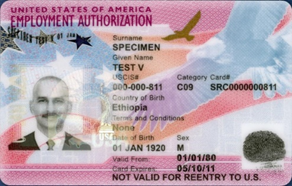 UNITED STATES OF AMERICA
EMPLOYMENT AUTHORIZATION
Surname
SPECIMEN
Given Name
TEST V
USCIS# Category Card#
000-000-811 C09 SRC0000000811
Country of Birth
Ethiopia
Terms and Conditions
None
Date of Birth Sex
01 JAN 1920 M
Valid From: 01/01/80
Card Expires: 05/10/11
NOT VALID FOR REENTRY TO U.S.